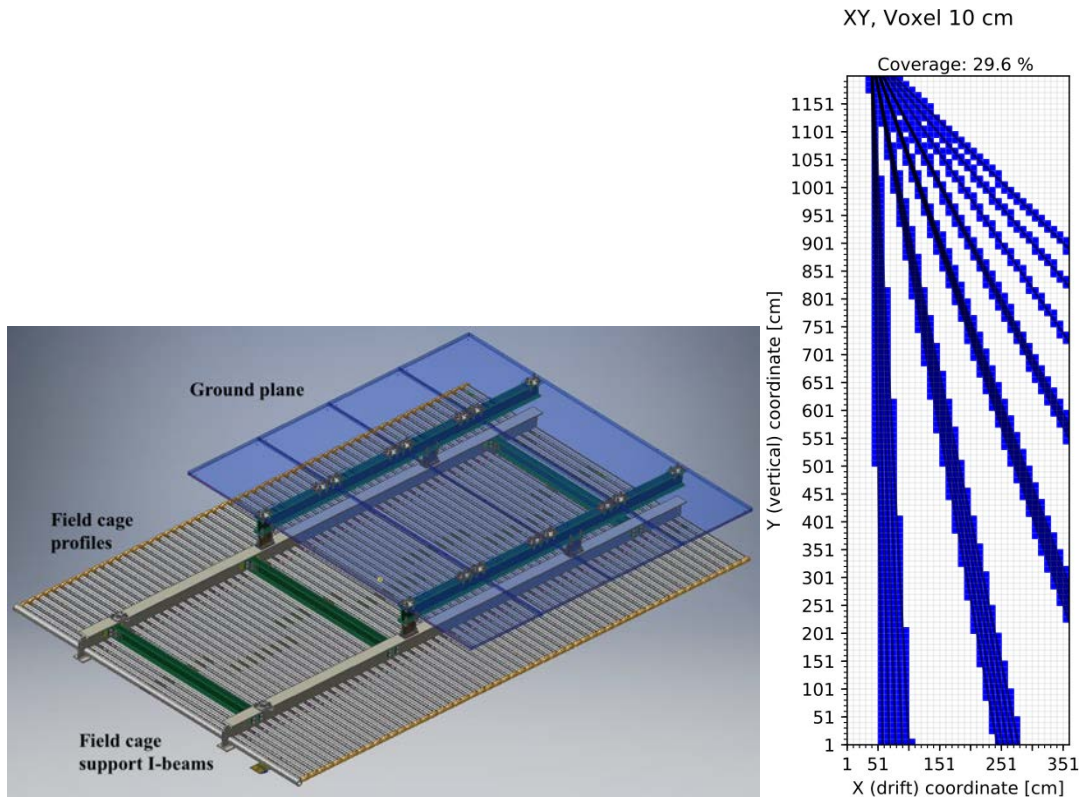 Ground plane
Field cage
profiles
Field cage
support I-beams
XY, Voxel 10 cm
Coverage: 29.6 %
Y (vertical) coordinate [cm]
1151
1101
1051
1001
951
901
851
801
751
701
651
601
551
501
451
401
351
301
251
201
151
101
51
1
1 51 151 251 351
X (drift) coordinate [cm]